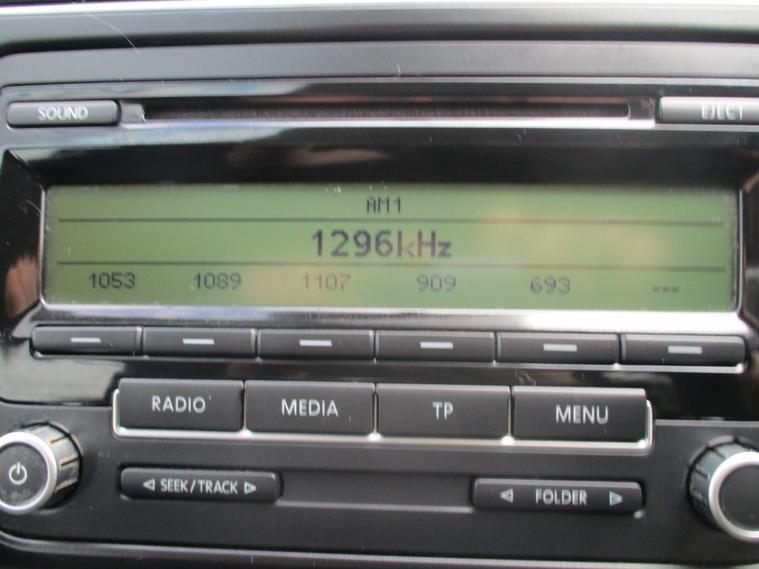 SOUND EJECT
AM1
1296kHz
1053 1089 1107 909 693 ---
RADIO MEDIA TP MENU
SEEK/TRACK FOLDER